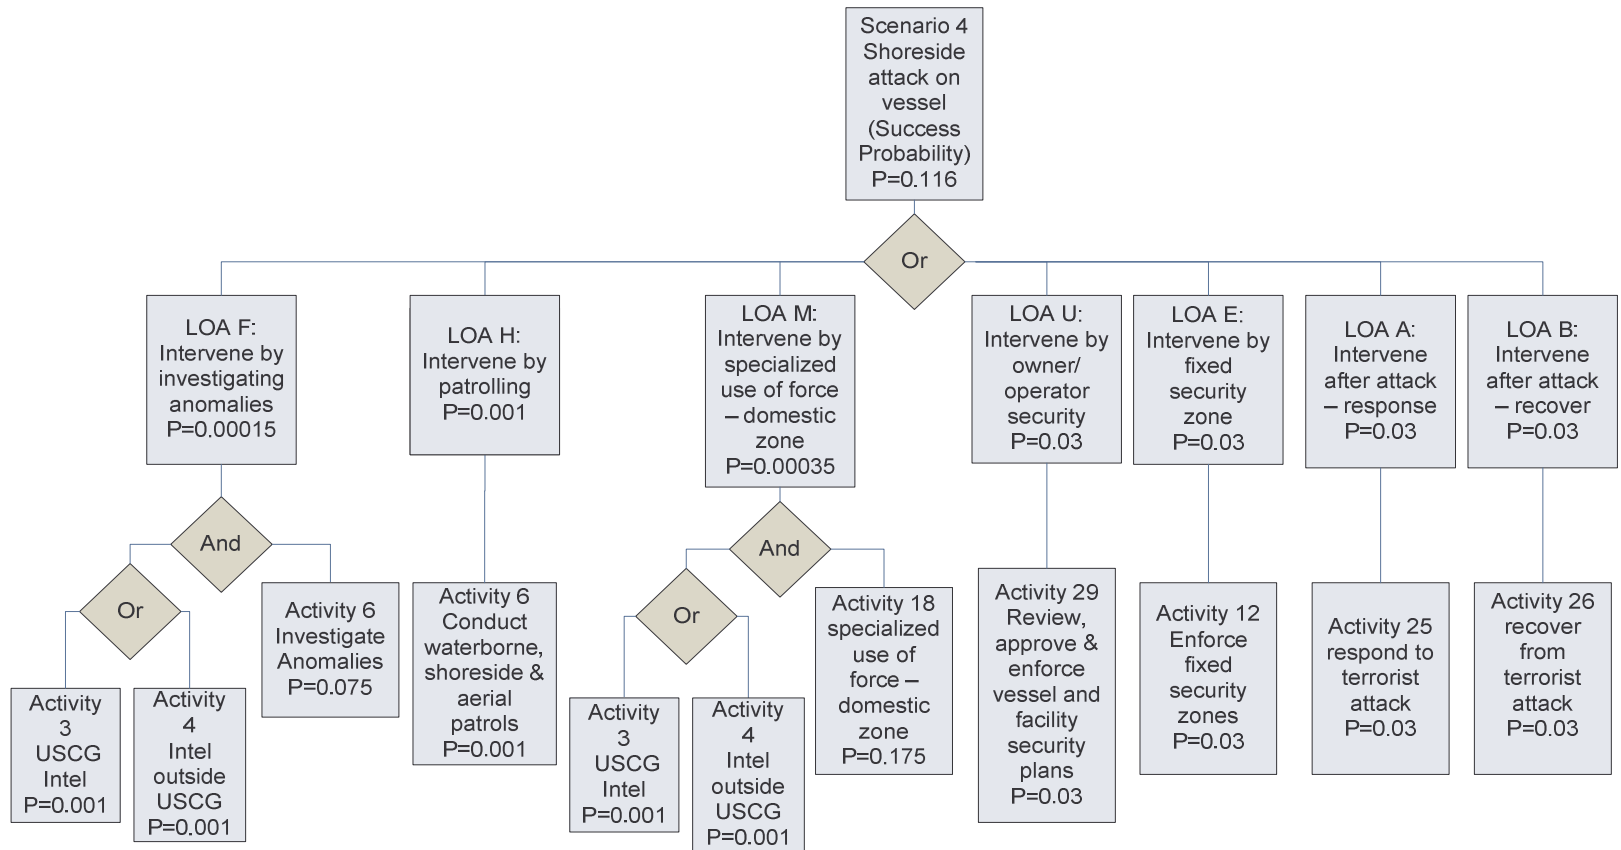 Scenario 4
Shoreside
attack on
vessel
(Success
Probability)
P=0.116
Or
LOA F:
Intervene by
investigating
anomalies
P=0.00015
LOA H:
Intervene by
patrolling
P=0.001
LOA M:
Intervene by
specialized
use of force
– domestic
zone
P=0.00035
LOA U:
Intervene by
owner/
operator
security
P=0.03
LOA E:
Intervene by
fixed
security
zone
P=0.03
LOA A:
Intervene
after attack
– response
P=0.03
LOA B:
Intervene
after attack
– recover
P=0.03
And
Or
Activity 6
Investigate
Anomalies
P=0.075
Activity
3
USCG
Intel
P=0.001
Activity
4
Intel
outside
USCG
P=0.001
Activity 6
Conduct
waterborne,
shoreside &
aerial
patrols
P=0.001
And
Or
Activity
3
USCG
Intel
P=0.001
Activity
4
Intel
outside
USCG
P=0.001
Activity 18
specialized
use of
force –
domestic
zone
P=0.175
Activity 29
Review,
approve &
enforce
vessel and
facility
security
plans
P=0.03
Activity 12
Enforce
fixed
security
zones
P=0.03
Activity 25
respond to
terrorist
attack
P=0.03
Activity 26
recover
from
terrorist
attack
P=0.03